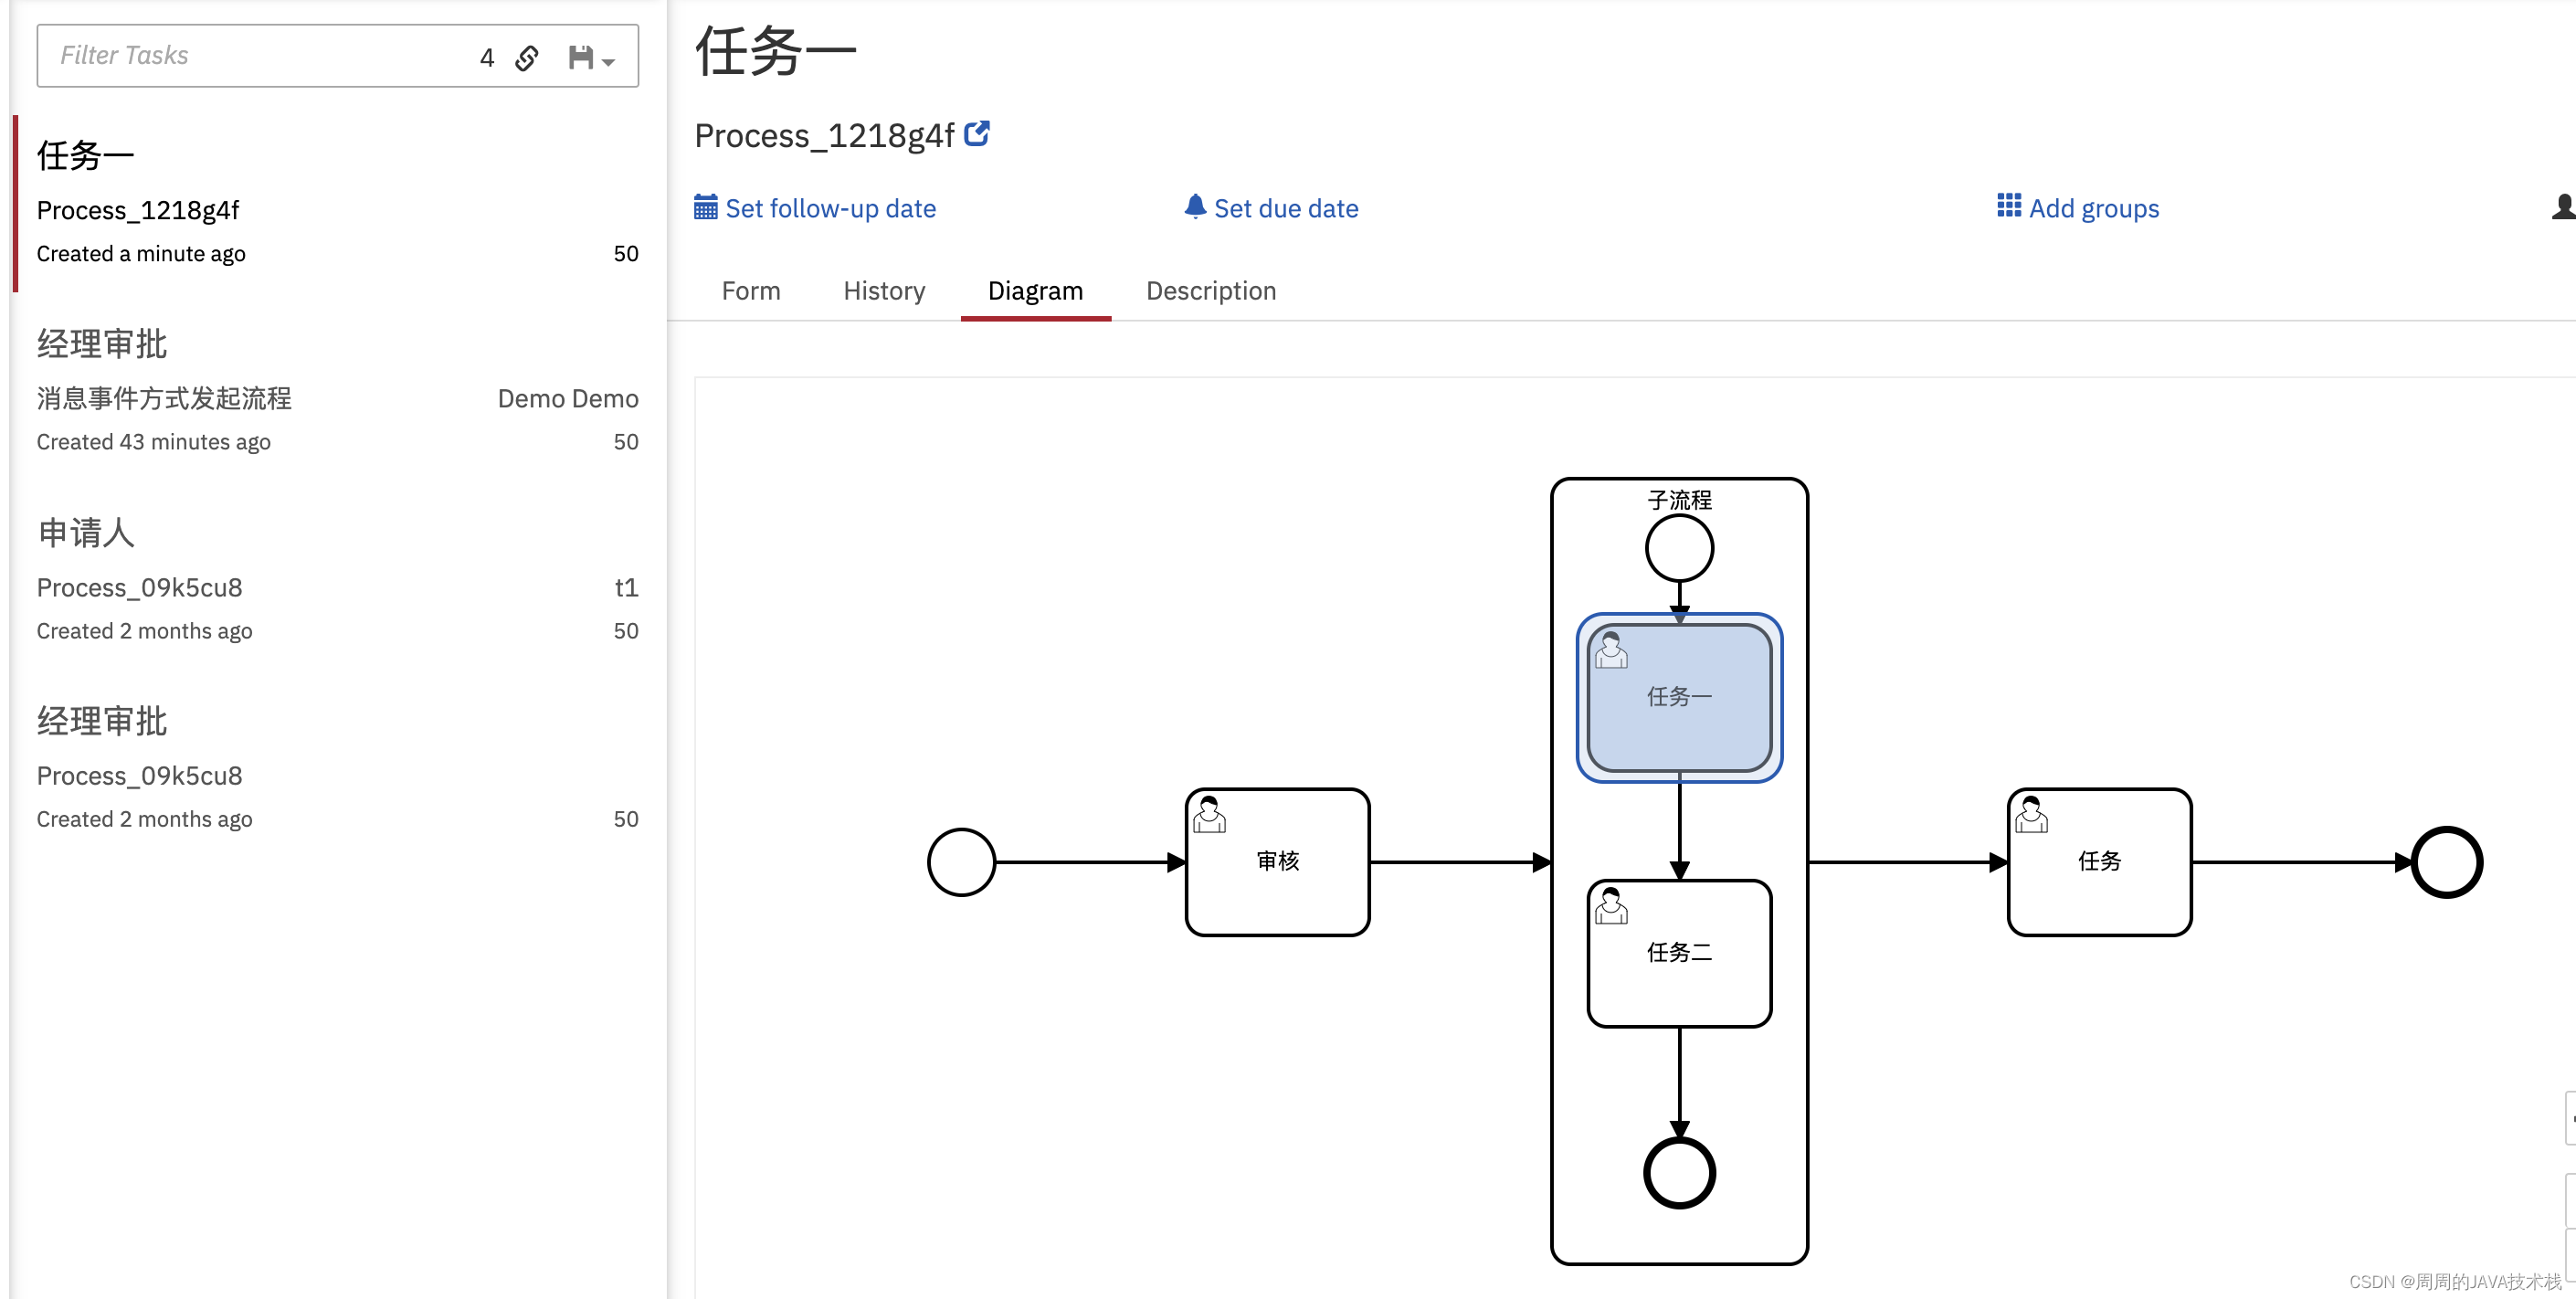 Filter Tasks 4
任务一
Process_1218g4f
Created a minute ago 50
经理审批
消息事件方式发起流程 Demo Demo
Created 43 minutes ago 50
申请人
Process_09k5cu8 t1
Created 2 months ago 50
经理审批
Process_09k5cu8
Created 2 months ago 50
任务一
Process_1218g4f
Set follow-up date Set due date Add groups
Form History Diagram Description
子流程
任务一
审核
任务
任务二
CSDN @周周的JAVA技术栈